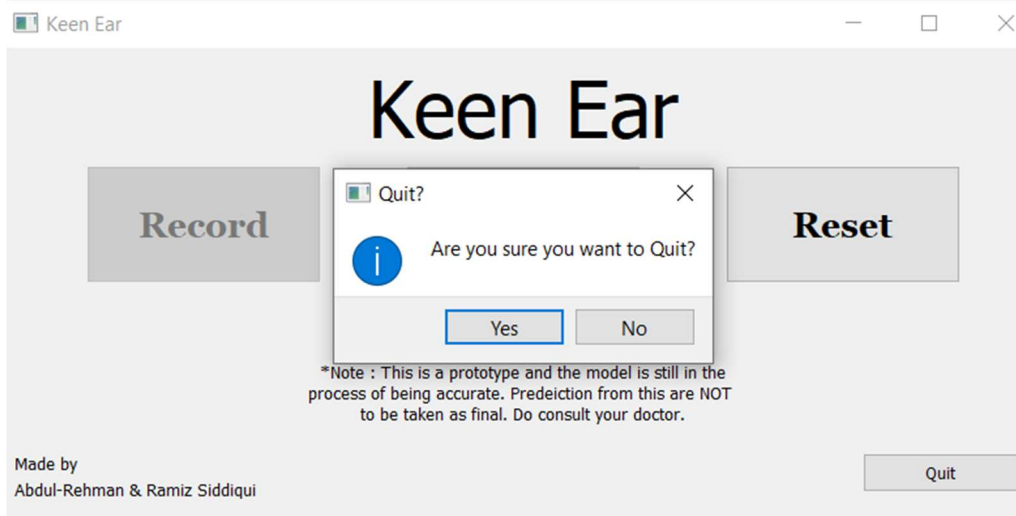 Keen Ear
Keen Ear
Record
Reset
Quit?
Are you sure you want to Quit?
Yes
No
*Note : This is a prototype and the model is still in the
process of being accurate. Predeiction from this are NOT
to be taken as final. Do consult your doctor.
Made by
Abdul-Rehman & Ramiz Siddiqui
Quit